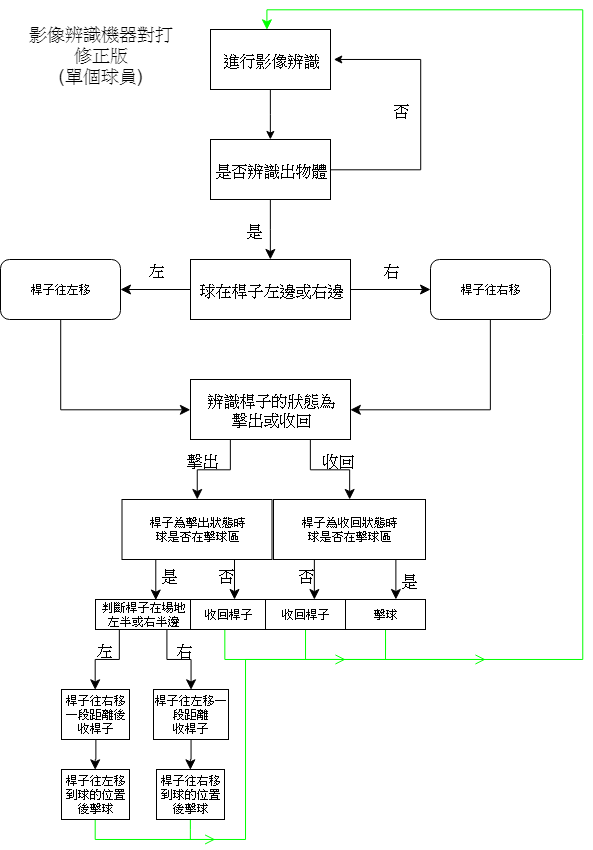 影像辨識機器對打
修正版
(單個球員)
進行影像辨識
否
是否辨識出物體
是
左
球在桿子左邊或右邊
右
桿子往左移
桿子往右移
辨識桿子的狀態為
擊出或收回
擊出
收回
桿子為擊出狀態時
球是否在擊球區
桿子為收回狀態時
球是否在擊球區
是
否
否
是
判斷桿子在場地
左半或右半邊
收回桿子
收回桿子
擊球
左
右
桿子往右移
一段距離後
收桿子
桿子往左移一
段距離
收桿子
桿子往左移
到球的位置
後擊球
桿子往右移
到球的位置
後擊球